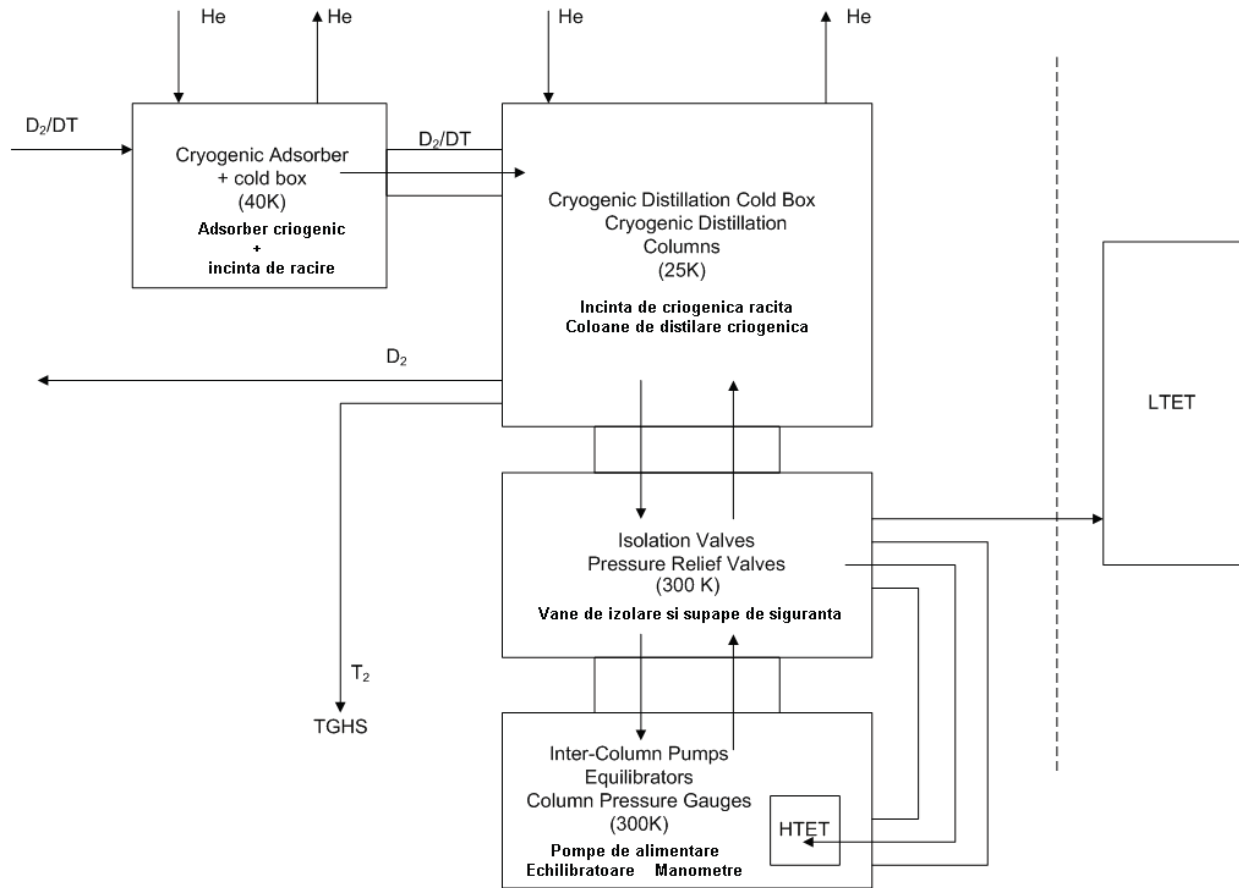 He
He
He
He
D₂/DT
Cryogenic Adsorber
+ cold box
(40K)
Adsorber criogenic
+
incinta de racire
D₂/DT
Cryogenic Distillation Cold Box
Cryogenic Distillation
Columns
(25K)
Incinta de criogenica racita
Coloane de distilare criogenica
D₂
LTET
Isolation Valves
Pressure Relief Valves
(300 K)
Vane de izolare si supape de siguranta
T₂
TGHS
Inter-Column Pumps
Equilibrators
Column Pressure Gauges
(300K)
Pompe de alimentare
Echilibratoare Manometre
HTET